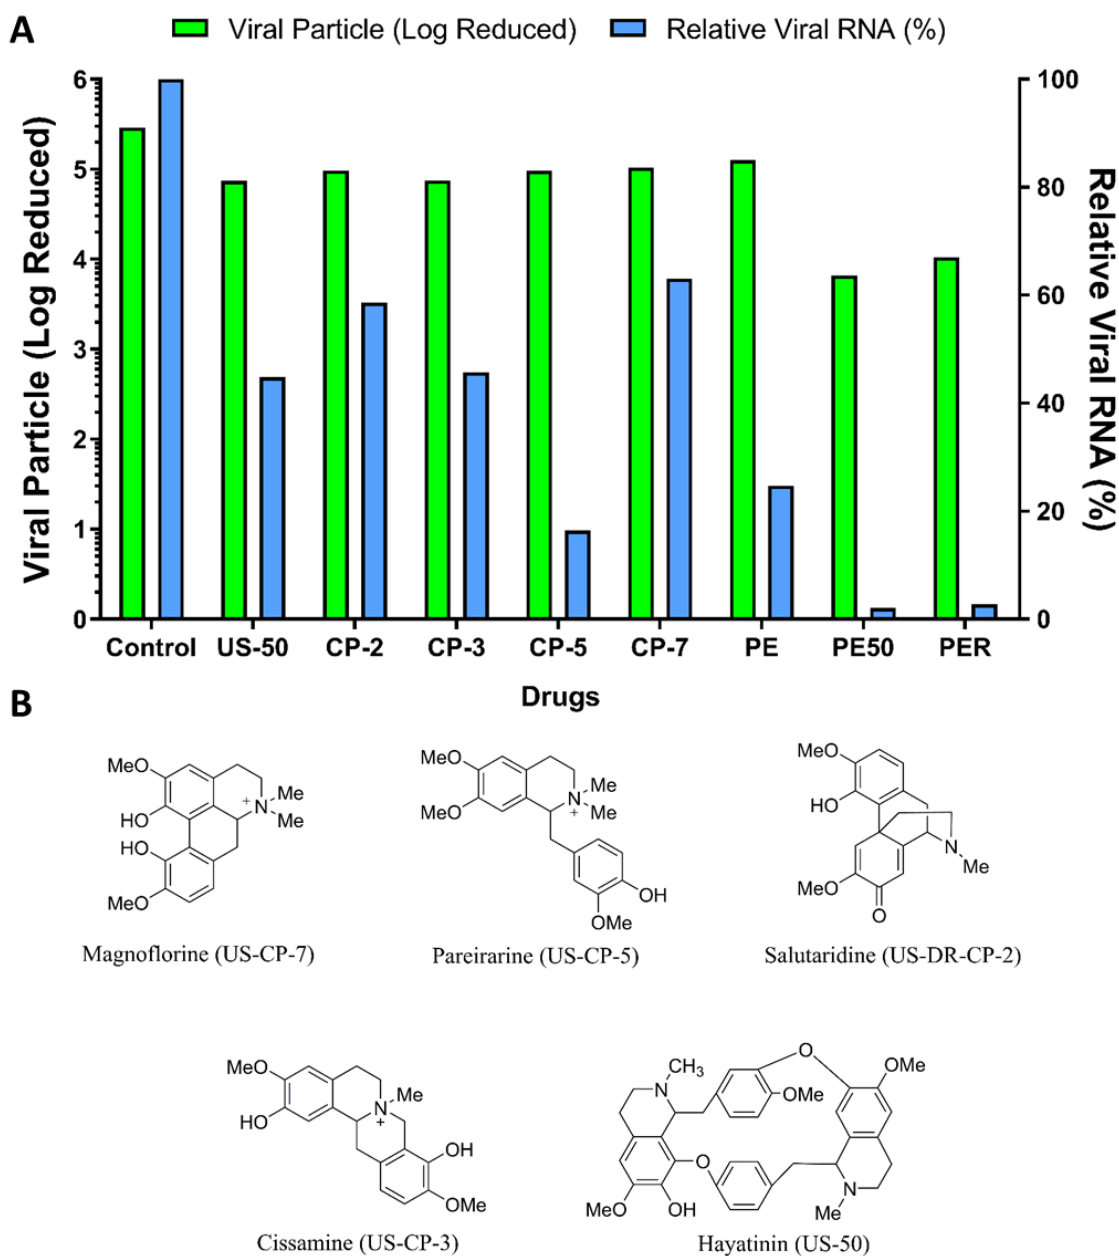 A
Viral Particle (Log Reduced) Relative Viral RNA (%)
Viral Particle (Log Reduced)
6
5
4
3
2
1
0
100
80
60
40
20
0
Relative Viral RNA (%)
Control US-50 CP-2 CP-3 CP-5 CP-7 PE PE50 PER
Drugs
B
MeO
HO
HO
MeO
N
+
Me
Me
Magnoflorine (US-CP-7)
MeO
MeO
N
+
Me
Me
OH
OMe
Pareirarine (US-CP-5)
MeO
HO
MeO
O
N
Me
Salutaridine (US-DR-CP-2)
MeO
HO
N
+
Me
OH
OMe
Cissamine (US-CP-3)
N
CH3
O
OMe
OMe
O
MeO
OH
N
Me
Hayatinin (US-50)